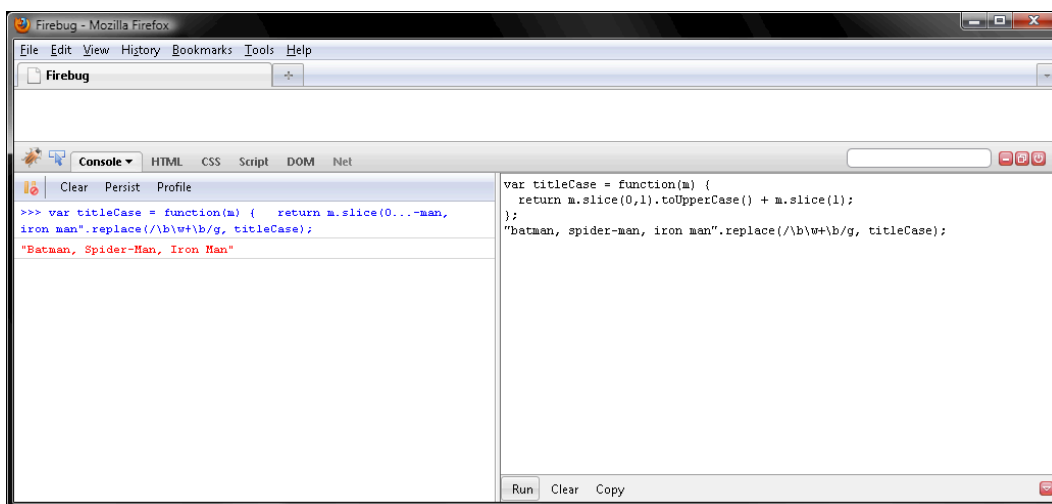 Firebug - Mozilla Firefox
File Edit View History Bookmarks Tools Help
Firebug
Console HTML CSS Script DOM Net
Clear Persist Profile
>>> var titleCase = function(m) {   return m.slice(0...-man,
iron man".replace(/\b\w+\b/g, titleCase);
"Batman, Spider-Man, Iron Man"
var titleCase = function(m) {
  return m.slice(0,1).toUpperCase() + m.slice(1);
};
"batman, spider-man, iron man".replace(/\b\w+\b/g, titleCase);
Run Clear Copy